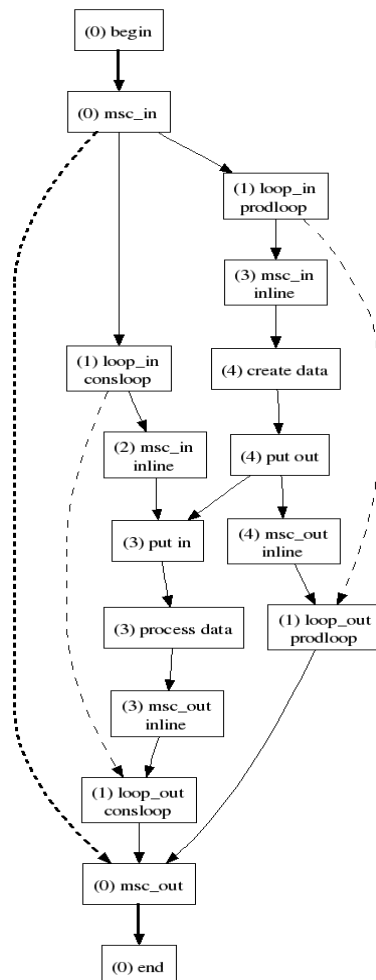 (0) begin
(0) msc_in
(1) loop_in
prodloop
(3) msc_in
inline
(1) loop_in
consloop
(4) create data
(2) msc_in
inline
(4) put out
(3) put in
(4) msc_out
inline
(3) process data
(1) loop_out
prodloop
(3) msc_out
inline
(1) loop_out
consloop
(0) msc_out
(0) end